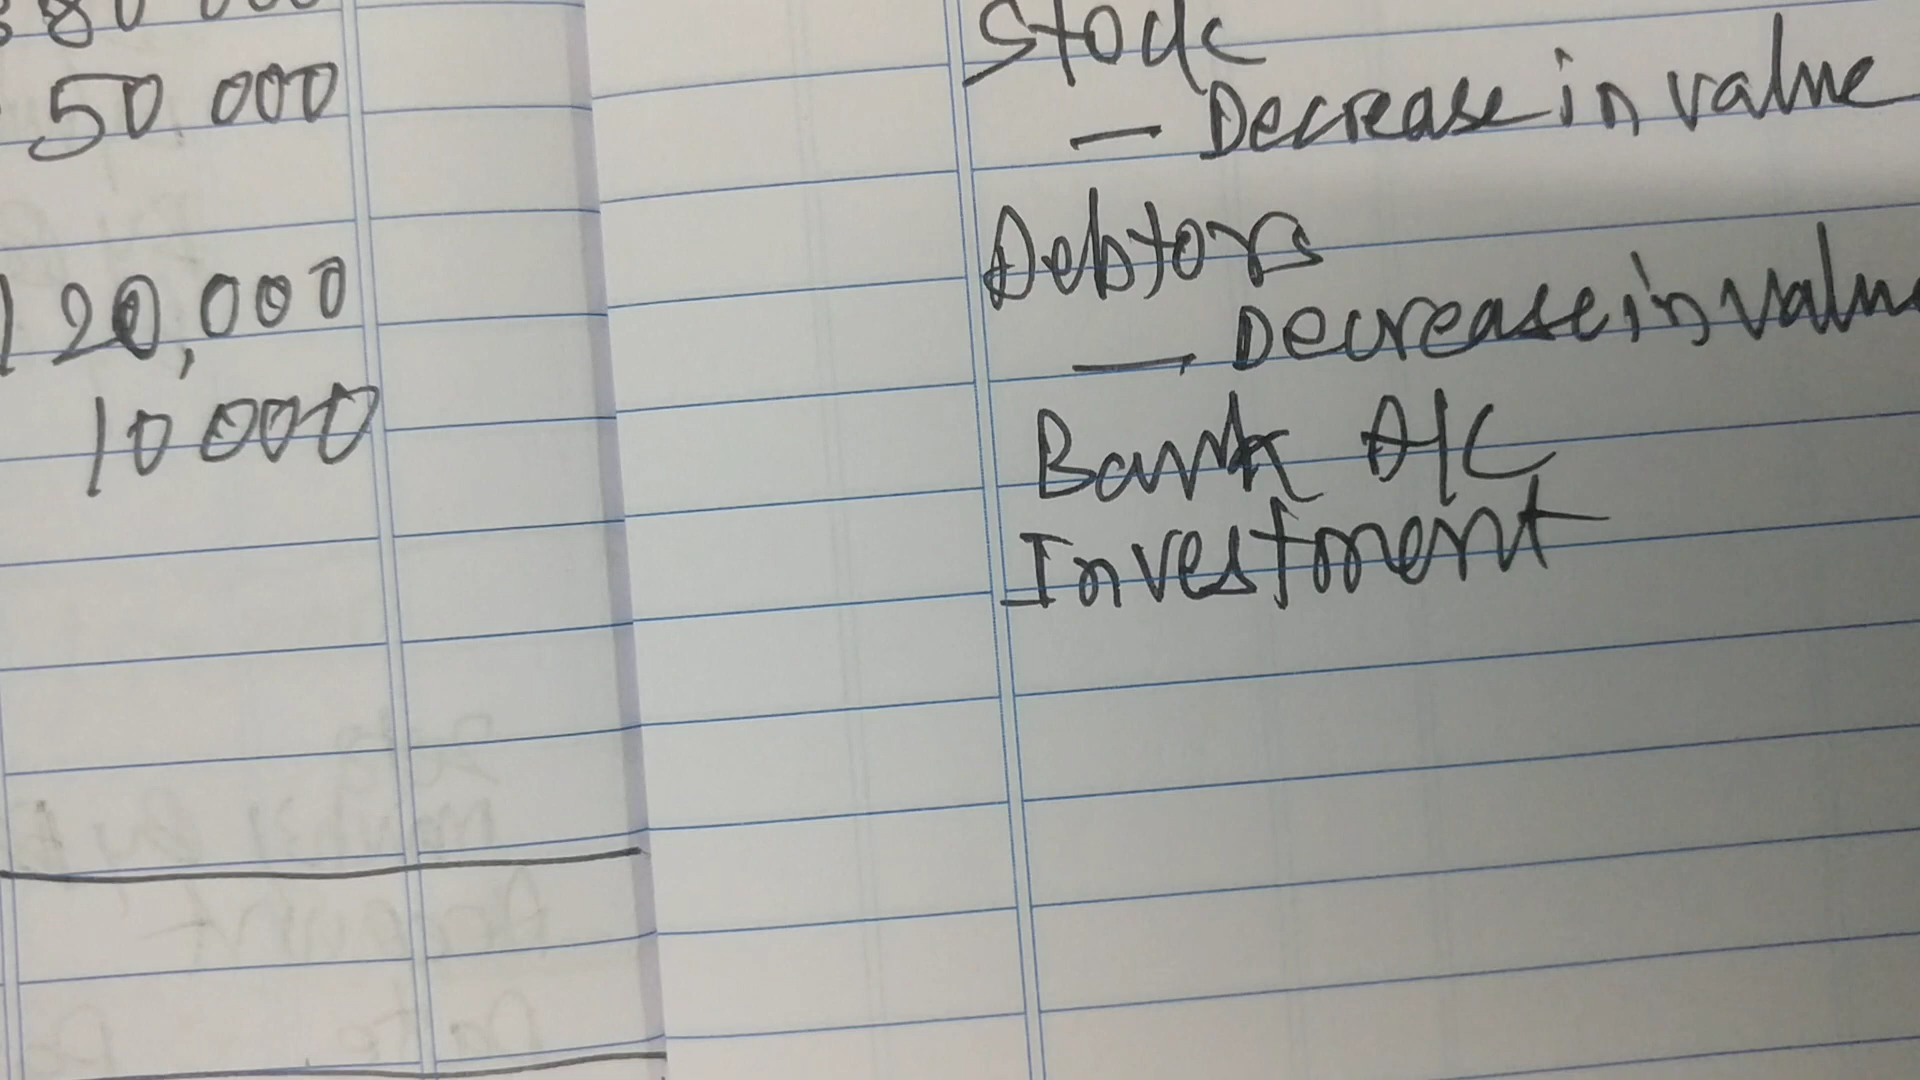 50 000
120,000
10 000
Stock
— Decrease in value
Debtors
— Decrease in value
Bank A/C
Investment